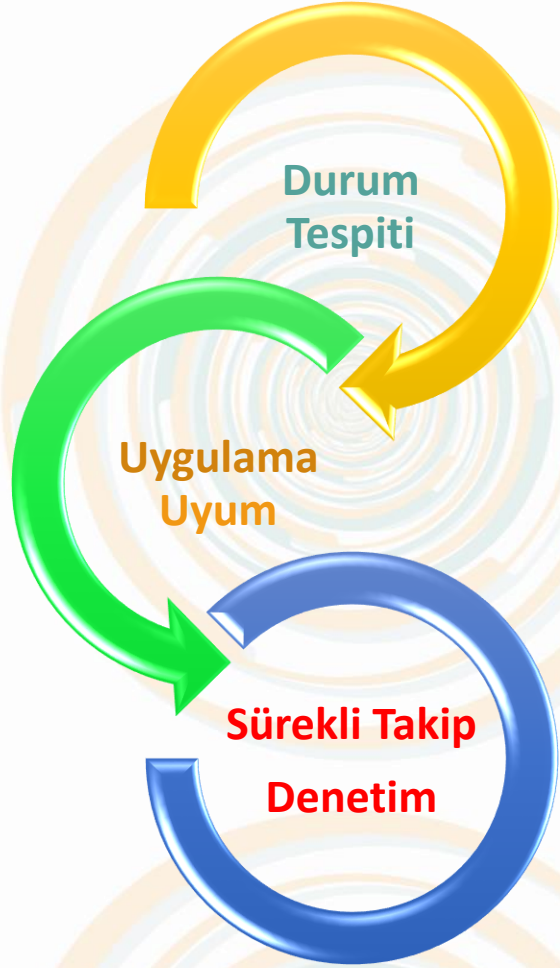 Durum
Tespiti
Uygulama
Uyum
Sürekli Takip
Denetim